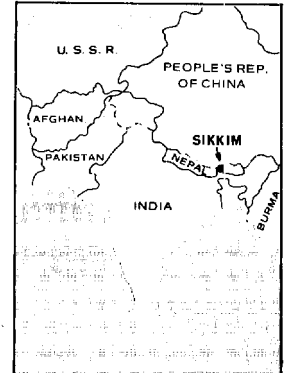 U. S. S. R.
PEOPLE'S REP.
OF CHINA
AFGHAN.
SIKKIM
PAKISTAN
NEPAL
INDIA
BURMA